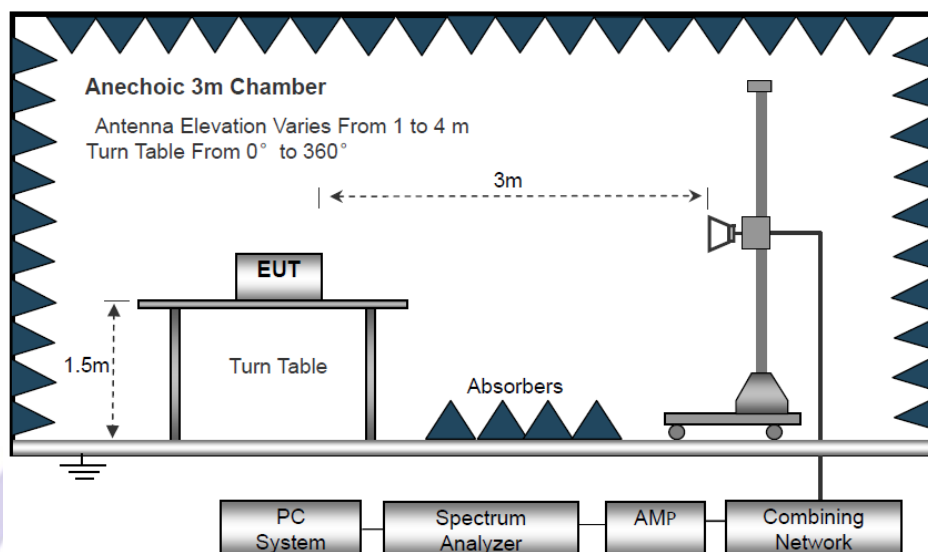 Anechoic 3m Chamber
Antenna Elevation Varies From 1 to 4 m
Turn Table From 0° to 360°
3m
EUT
1.5m
Turn Table
Absorbers
PC
System
Spectrum
Analyzer
AMP
Combining
Network